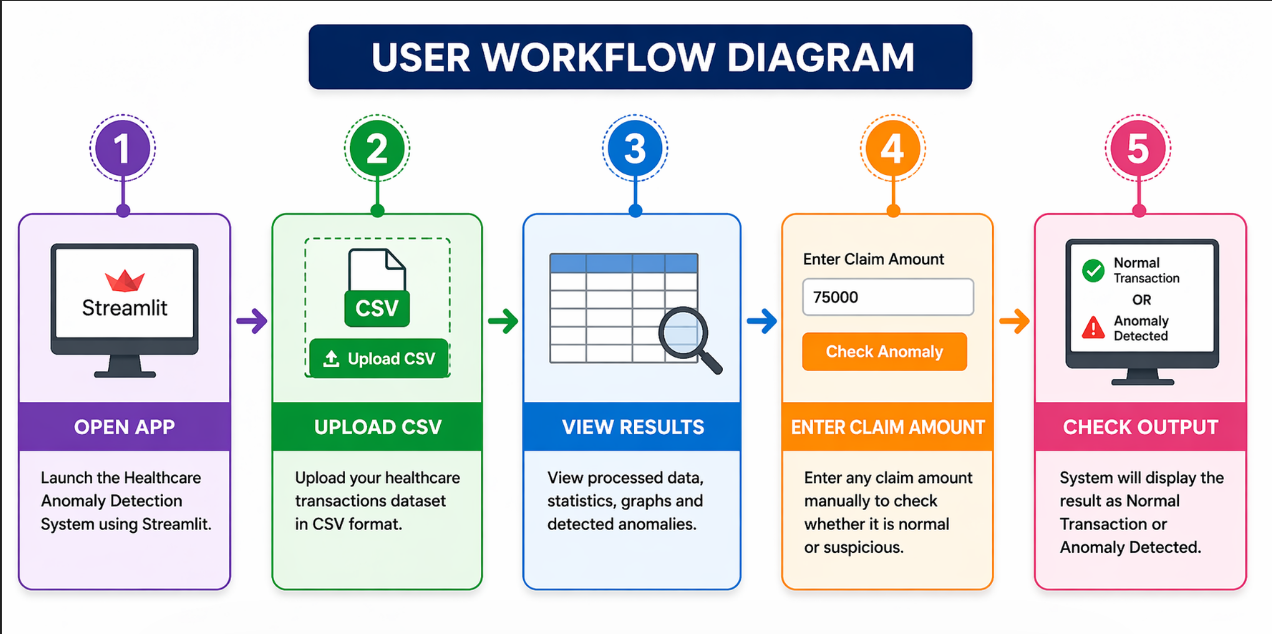 USER WORKFLOW DIAGRAM
1
Streamlit
OPEN APP
Launch the Healthcare
Anomaly Detection
System using Streamlit.
2
CSV
Upload CSV
UPLOAD CSV
Upload your healthcare
transactions dataset
in CSV format.
3
VIEW RESULTS
View processed data,
statistics, graphs and
detected anomalies.
4
Enter Claim Amount
75000
Check Anomaly
ENTER CLAIM AMOUNT
Enter any claim amount
manually to check
whether it is normal
or suspicious.
5
Normal
Transaction
OR
Anomaly
Detected
CHECK OUTPUT
System will display the
result as Normal
Transaction or
Anomaly Detected.